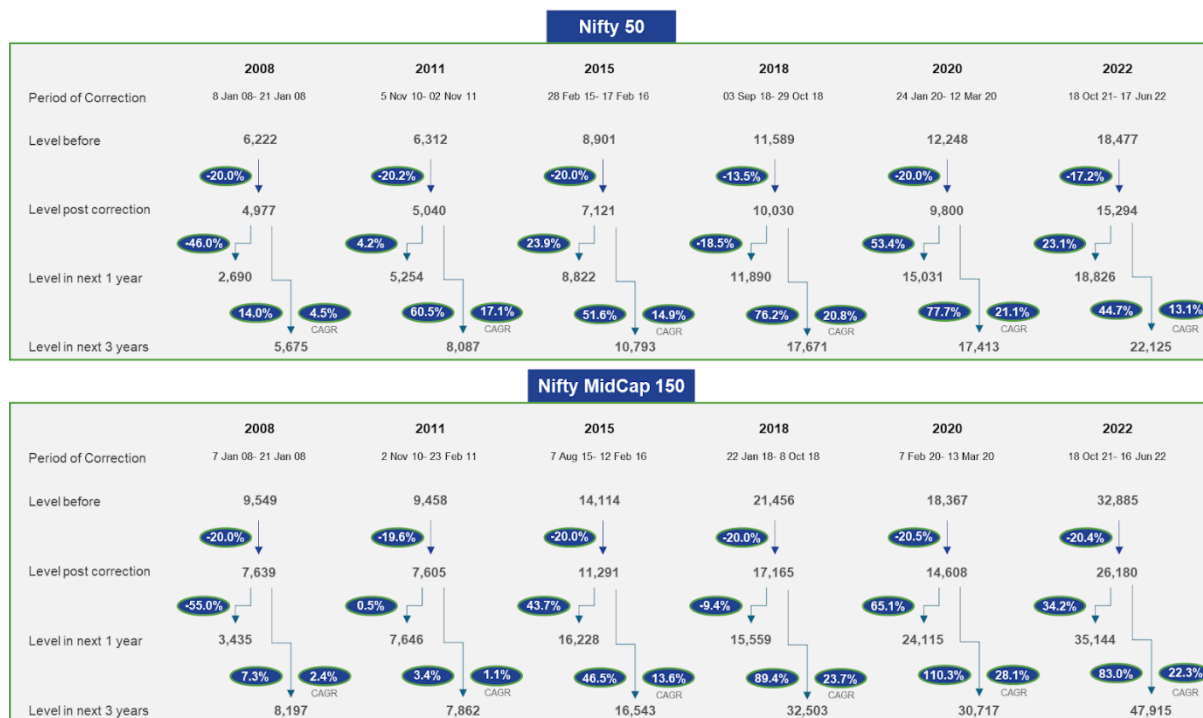 Nifty 50
2008 2011 2015 2018 2020 2022
Period of Correction 8 Jan 08- 21 Jan 08 5 Nov 10- 02 Nov 11 28 Feb 15- 17 Feb 16 03 Sep 18- 29 Oct 18 24 Jan 20- 12 Mar 20 18 Oct 21- 17 Jun 22
Level before 6,222 6,312 8,901 11,589 12,248 18,477
-20.0% -20.2% -20.0% -13.5% -20.0% -17.2%
Level post correction 4,977 5,040 7,121 10,030 9,800 15,294
-46.0% 4.2% 23.9% -18.5% 53.4% 23.1%
Level in next 1 year 2,690 5,254 8,822 11,890 15,031 18,826
14.0% 4.5% 60.5% 17.1% 51.6% 14.9% 76.2% 20.8% 77.7% 21.1% 44.7% 13.1%
CAGR CAGR CAGR CAGR CAGR CAGR
Level in next 3 years 5,675 8,087 10,793 17,671 17,413 22,125
Nifty MidCap 150
2008 2011 2015 2018 2020 2022
Period of Correction 7 Jan 08- 21 Jan 08 2 Nov 10- 23 Feb 11 7 Aug 15- 12 Feb 16 22 Jan 18- 8 Oct 18 7 Feb 20- 13 Mar 20 18 Oct 21- 16 Jun 22
Level before 9,549 9,458 14,114 21,456 18,367 32,885
-20.0% -19.6% -20.0% -20.0% -20.5% -20.4%
Level post correction 7,639 7,605 11,291 17,165 14,608 26,180
-55.0% 0.5% 43.7% -9.4% 65.1% 34.2%
Level in next 1 year 3,435 7,646 16,228 15,559 24,115 35,144
7.3% 2.4% 3.4% 1.1% 46.5% 13.6% 89.4% 23.7% 110.3% 28.1% 83.0% 22.3%
CAGR CAGR CAGR CAGR CAGR CAGR
Level in next 3 years 8,197 7,862 16,543 32,503 30,717 47,915